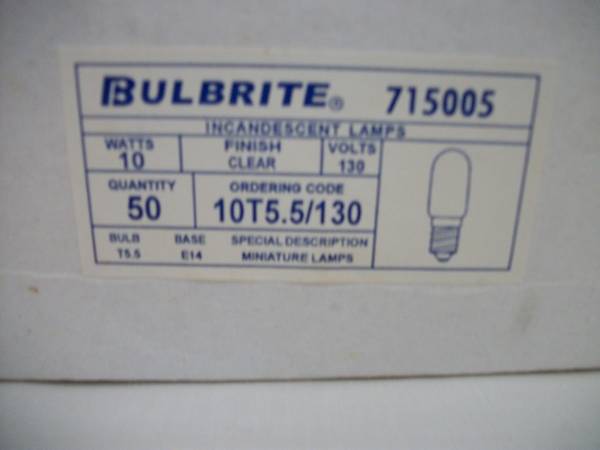 BULBRITE® 715005
INCANDESCENT LAMPS
WATTS FINISH VOLTS
10 CLEAR 130
QUANTITY ORDERING CODE
50 10T5.5/130
BULB BASE SPECIAL DESCRIPTION
T5.5 E14 MINIATURE LAMPS